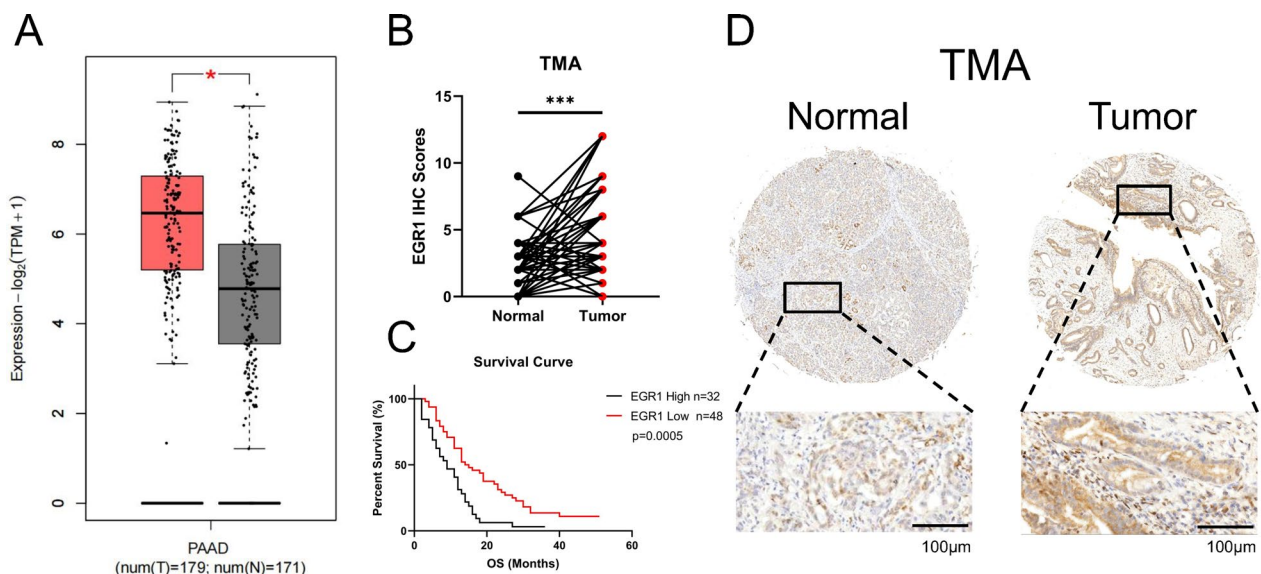 A
*
8
6
4
2
0
Expression – log2(TPM + 1)
PAAD
(num(T)=179; num(N)=171)
B
TMA
***
15
10
5
0
EGR1 IHC Scores
Normal
Tumor
C
Survival Curve
EGR1 High n=32
EGR1 Low n=48
p=0.0005
100
50
0
Percent Survival (%)
0
20
40
60
OS (Months)
D
TMA
Normal
Tumor
100μm
100μm